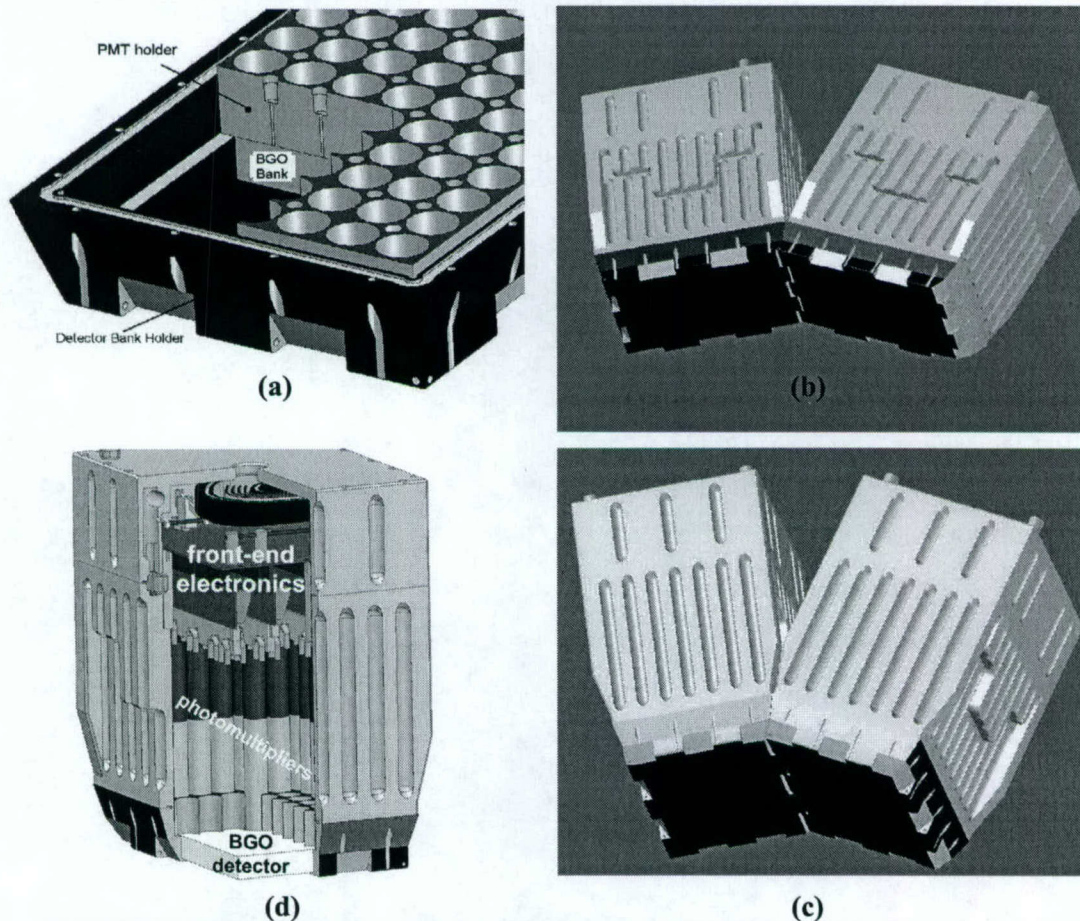 PMT holder
BGO
Bank
Detector Bank Holder
(a)
(b)
front-end
electronics
photomultipliers
BGO
detector
(d)
(c)